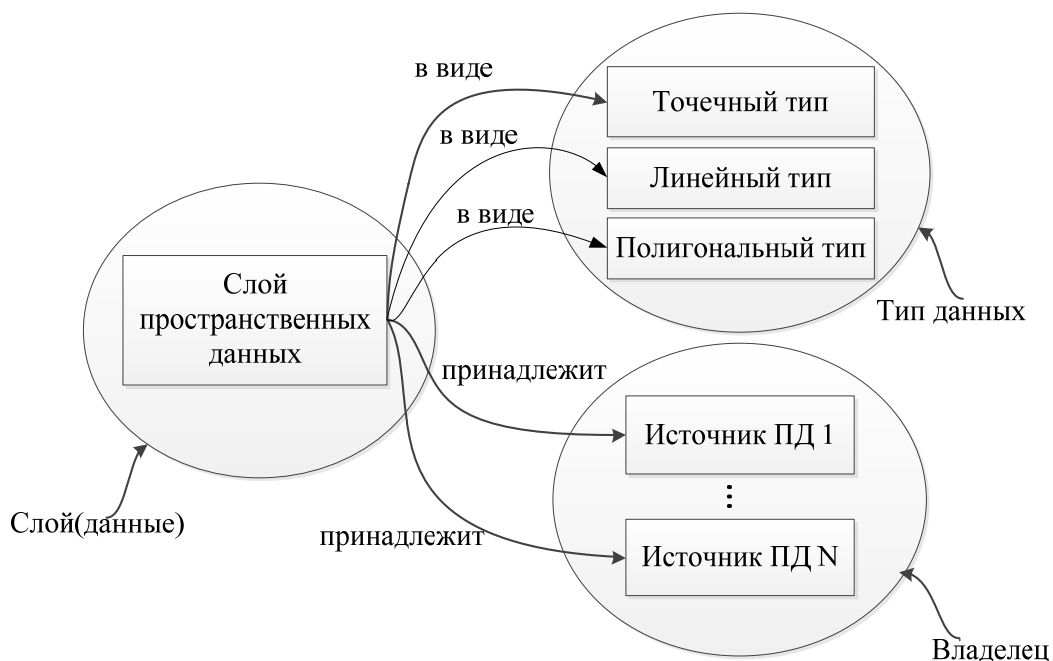 в виде
Точечный тип
в виде
Линейный тип
в виде
Полигональный тип
Слой
пространственных
данных
Тип данных
принадлежит
Источник ПД 1
⋮
Слой(данные)
принадлежит
Источник ПД N
Владелец